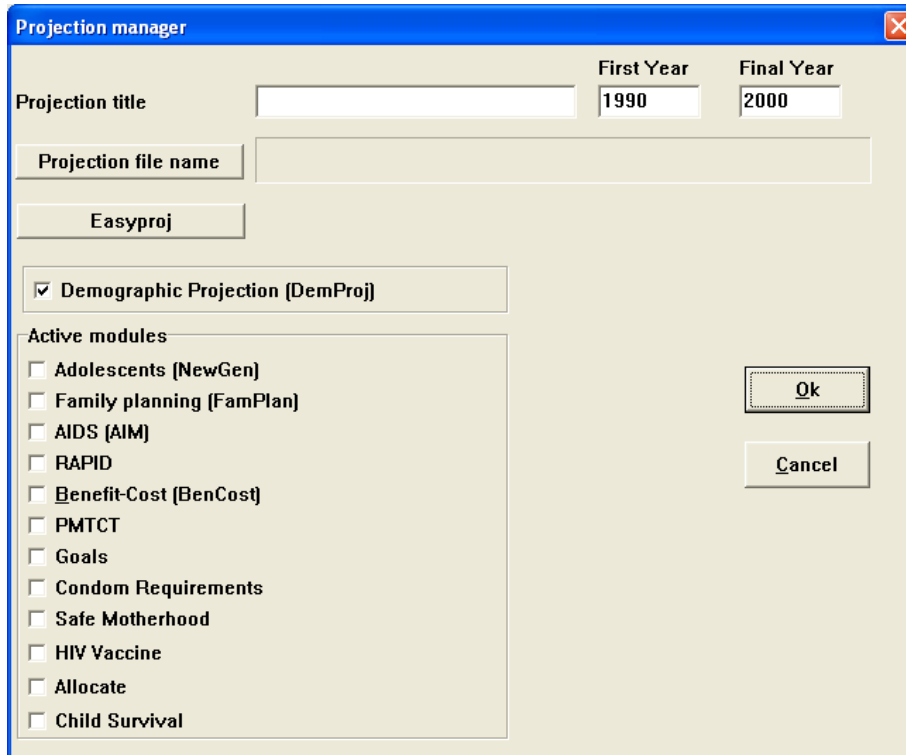 Projection manager
First Year Final Year
Projection title 1990 2000
Projection file name
Easyproj
Demographic Projection (DemProj)
Active modules
Adolescents (NewGen)
Family planning (FamPlan)
AIDS (AIM)
RAPID
Benefit-Cost (BenCost)
PMTCT
Goals
Condom Requirements
Safe Motherhood
HIV Vaccine
Allocate
Child Survival
Ok
Cancel